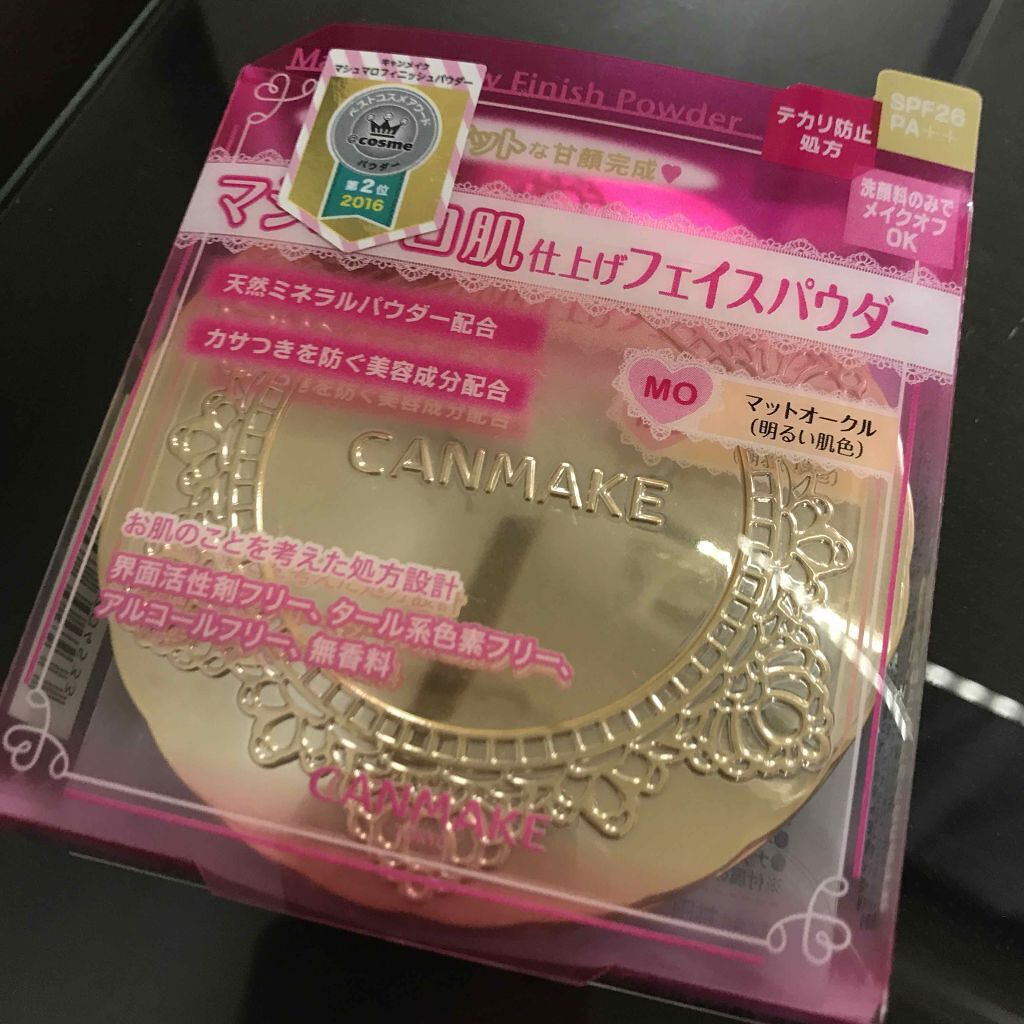 Finish Powder
キャンメイク
マシュマロフィニッシュパウダー
ベストコスメアワード
@cosme
パウダー
第2位
2016
テカリ防止
処方
SPF26
PA++
ットな甘顔完成♥
洗顔料のみで
メイクオフ
OK
マシュマロ肌仕上げフェイスパウダー
天然ミネラルパウダー配合
カサつきを防ぐ美容成分配合
MO
マットオークル
(明るい肌色)
CANMAKE
お肌のことを考えた処方設計
界面活性剤フリー、タール系色素フリー、
アルコールフリー、無香料
CANMAKE